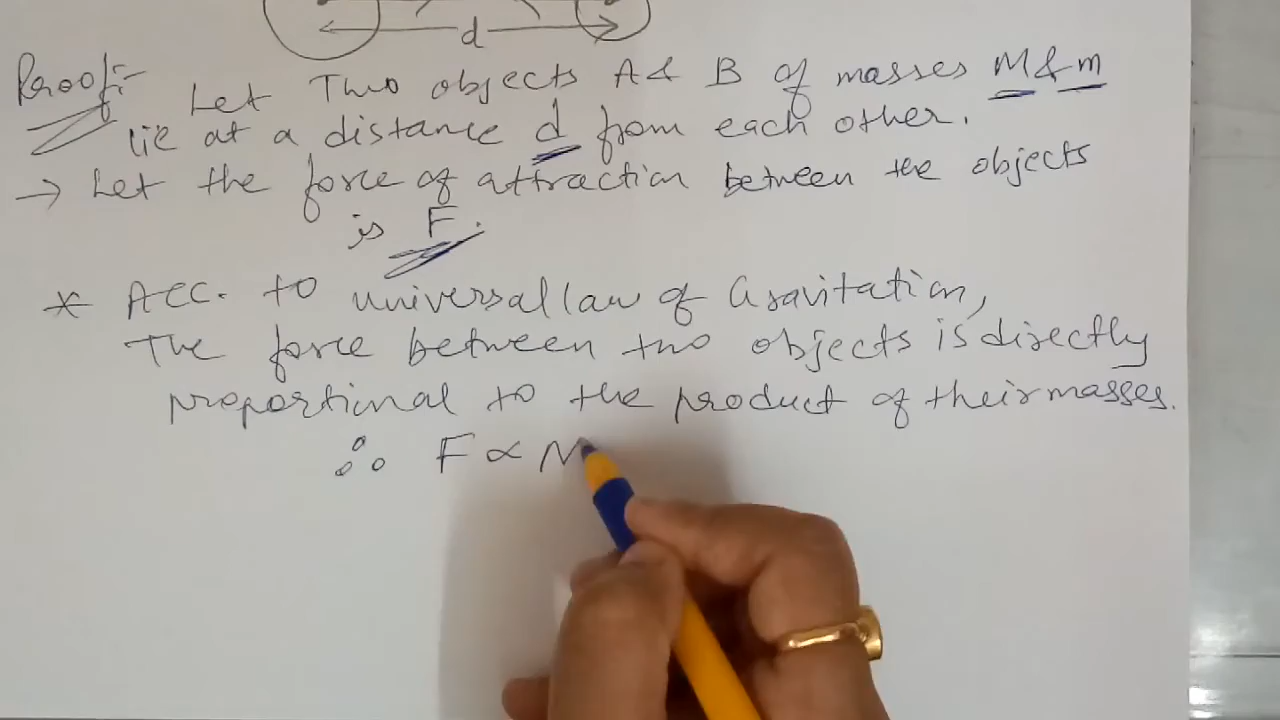 d
Proof:-
Let Two objects A & B of masses M & m
lie at a distance d from each other.
→ Let the force of attraction between the objects
is F.
* Acc. to universal law of Gravitation,
The force between two objects is directly
proportional to the product of their masses.
∴ F ∝ M